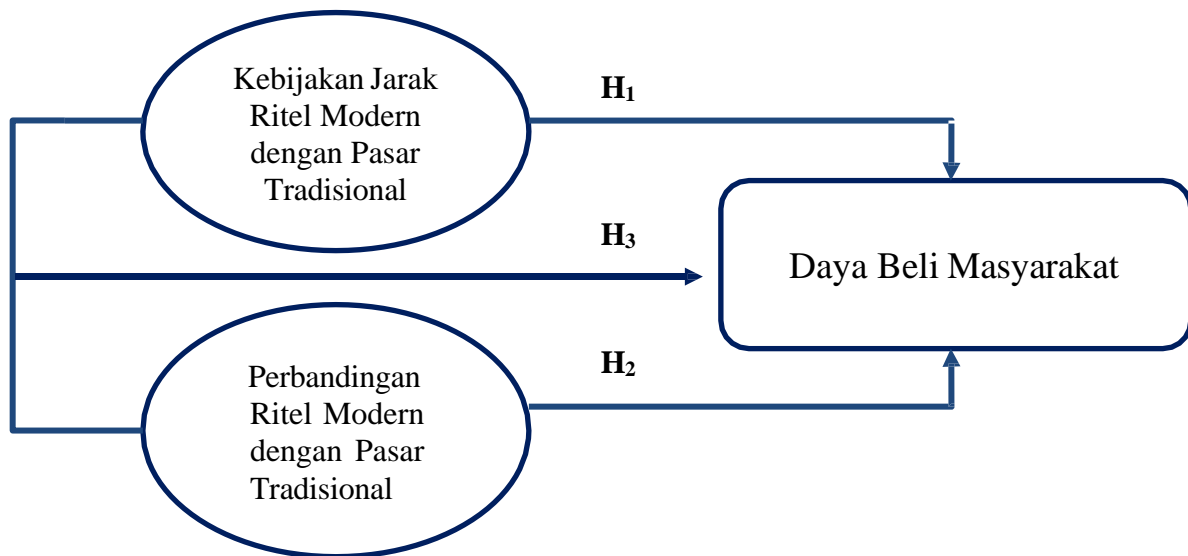 Kebijakan Jarak
Ritel Modern
dengan Pasar
Tradisional
H₁
H₃
Daya Beli Masyarakat
H₂
Perbandingan
Ritel Modern
dengan Pasar
Tradisional